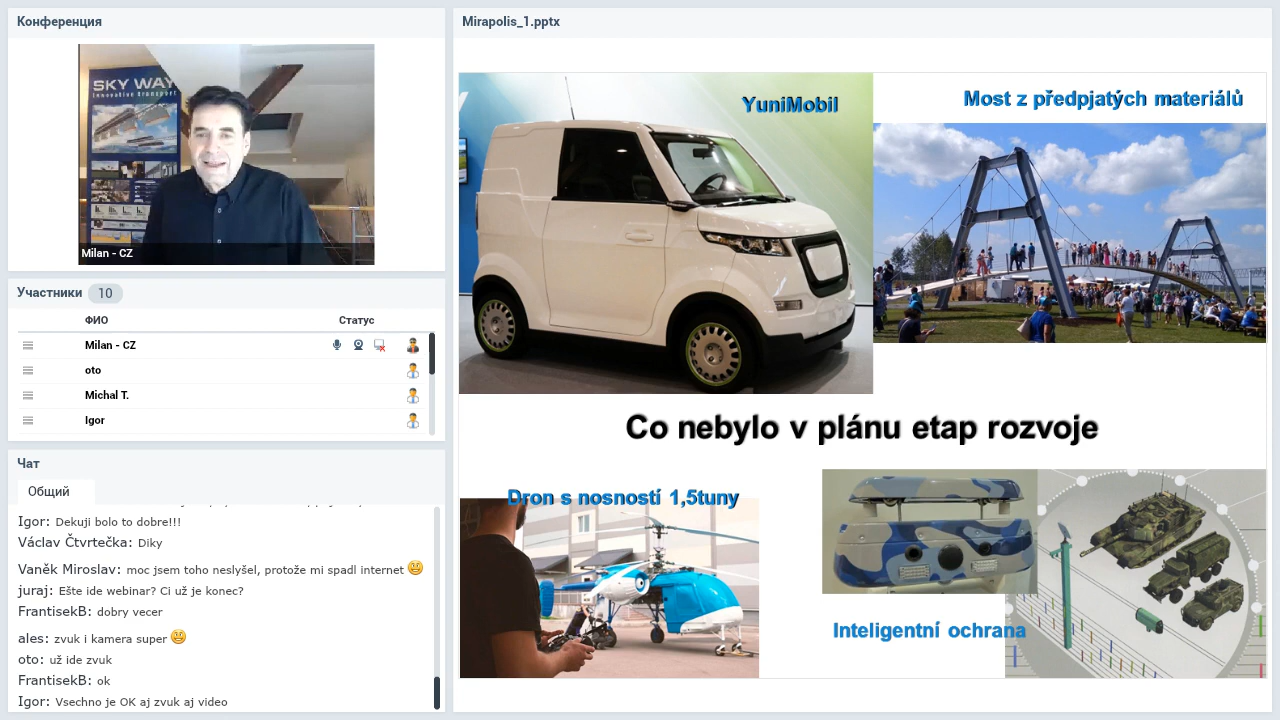 Конференция
SKY WAY
Innovative transport
Milan - CZ
Участники 10
ФИО Статус
Milan - CZ
oto
Michal T.
Igor
Чат
Общий
Igor: Dekuji bolo to dobre!!!
Václav Čtvrtečka: Diky
Vaněk Miroslav: moc jsem toho neslyšel, protože mi spadl internet
juraj: Ešte ide webinar? Ci už je konec?
FrantisekB: dobry vecer
ales: zvuk i kamera super
oto: už ide zvuk
FrantisekB: ok
Igor: Vsechno je OK aj zvuk aj video
Mirapolis_1.pptx
YuniMobil
Most z předpjatých materiálů
Co nebylo v plánu etap rozvoje
Dron s nosností 1,5tuny
Inteligentní ochrana